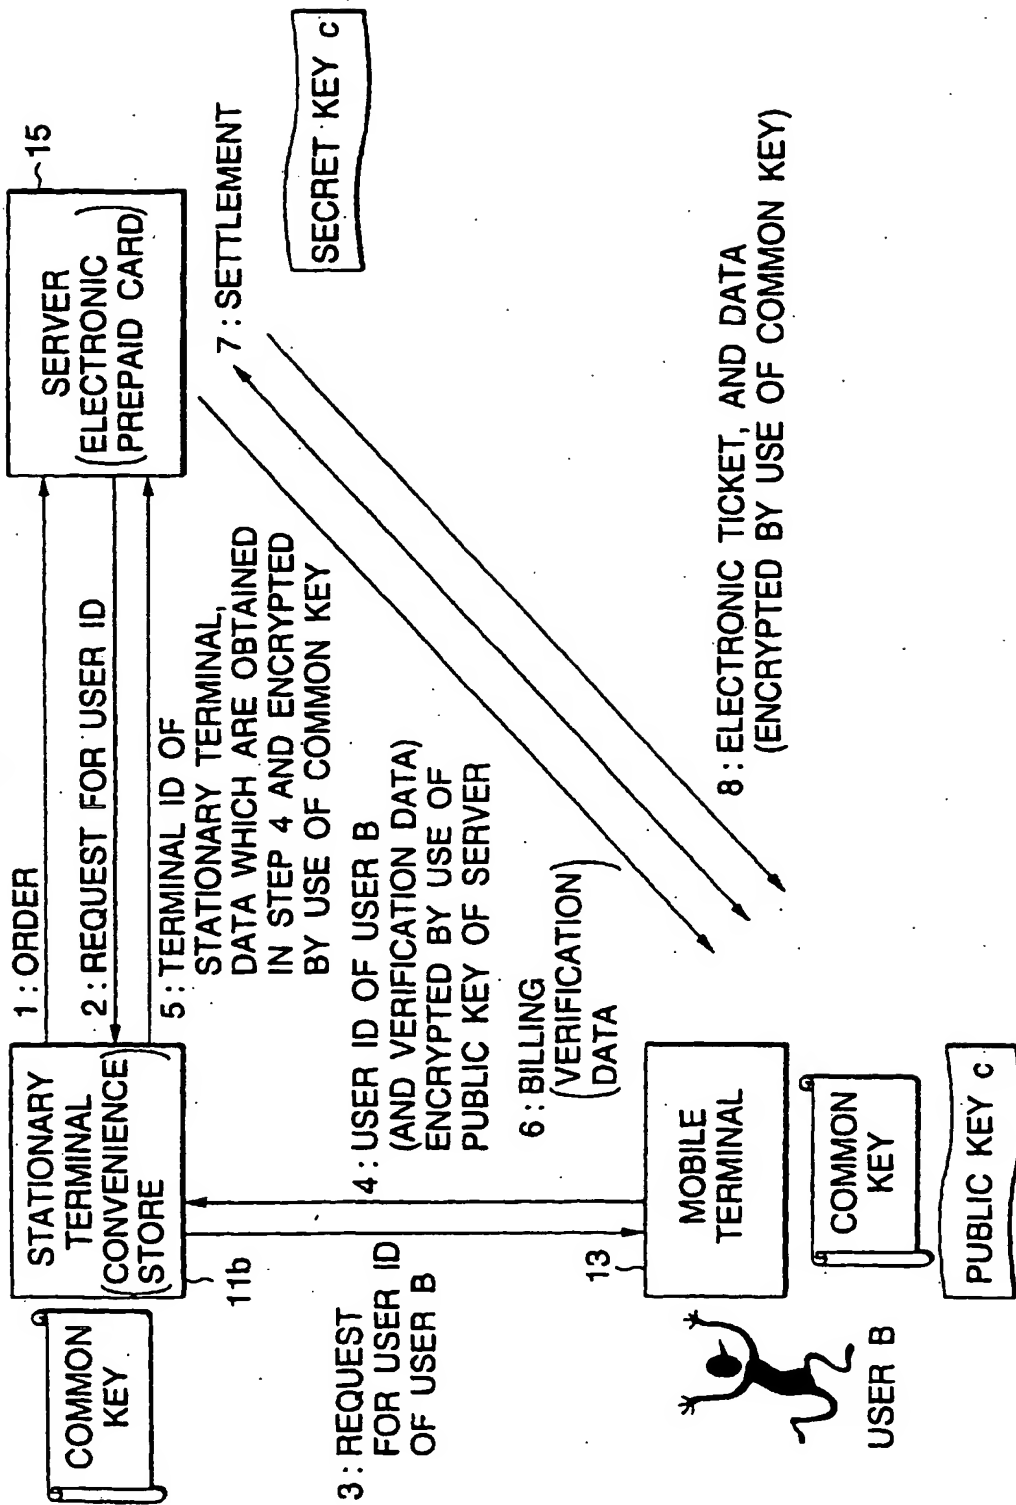 COMMON
KEY
STATIONARY
TERMINAL
(CONVENIENCE
STORE)
11b
1 : ORDER
2 : REQUEST FOR USER ID
5 : TERMINAL ID OF
STATIONARY TERMINAL,
DATA WHICH ARE OBTAINED
IN STEP 4 AND ENCRYPTED
BY USE OF COMMON KEY
SERVER
(ELECTRONIC
PREPAID CARD)
15
7 : SETTLEMENT
SECRET KEY c
3 : REQUEST
FOR USER ID
OF USER B
4 : USER ID OF USER B
(AND VERIFICATION DATA)
ENCRYPTED BY USE OF
PUBLIC KEY OF SERVER
6 : BILLING
(VERIFICATION
DATA)
8 : ELECTRONIC TICKET, AND DATA
(ENCRYPTED BY USE OF COMMON KEY)
13
MOBILE
TERMINAL
USER B
COMMON
KEY
PUBLIC KEY c